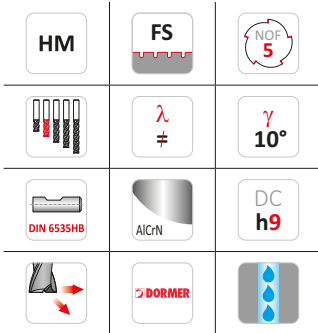 HM
FS
NOF
5
λ
≠
γ
10°
DIN 6535HB
AlCrN
DC
h9
DORMER